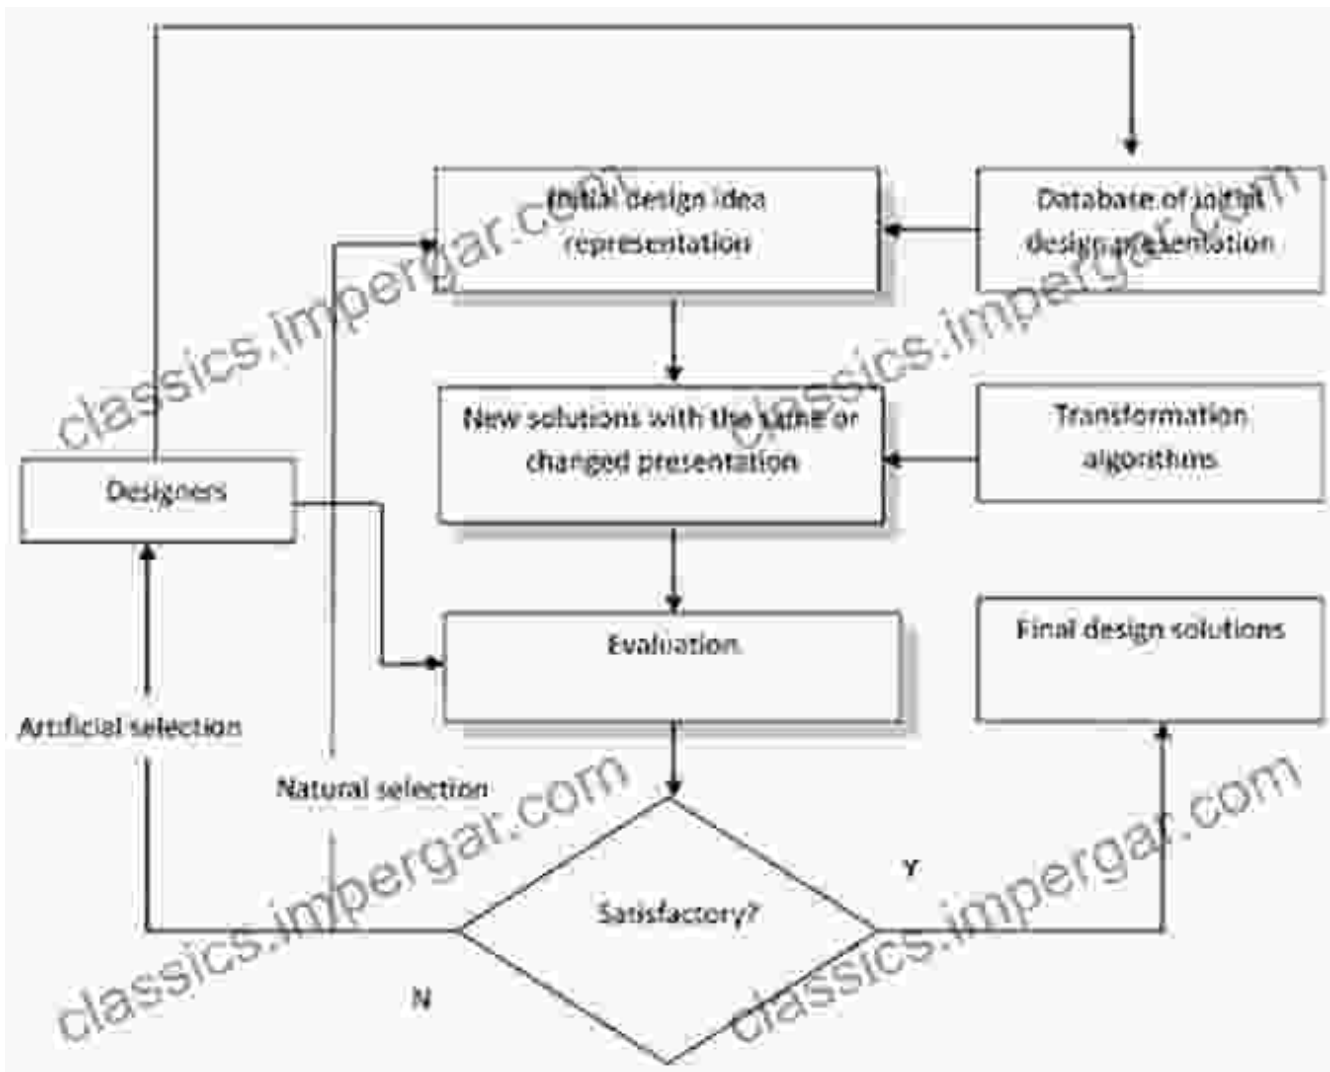 Initial design idea
representation
Database of initial
design presentation
New solutions with the same or
changed presentation
Transformation
algorithms
Designers
Evaluation
Final design solutions
Artificial selection
Natural selection
Satisfactory?
Y
N
classics.impergar.com
classics.impergar.com
classics.impergar.com
classics.impergar.com